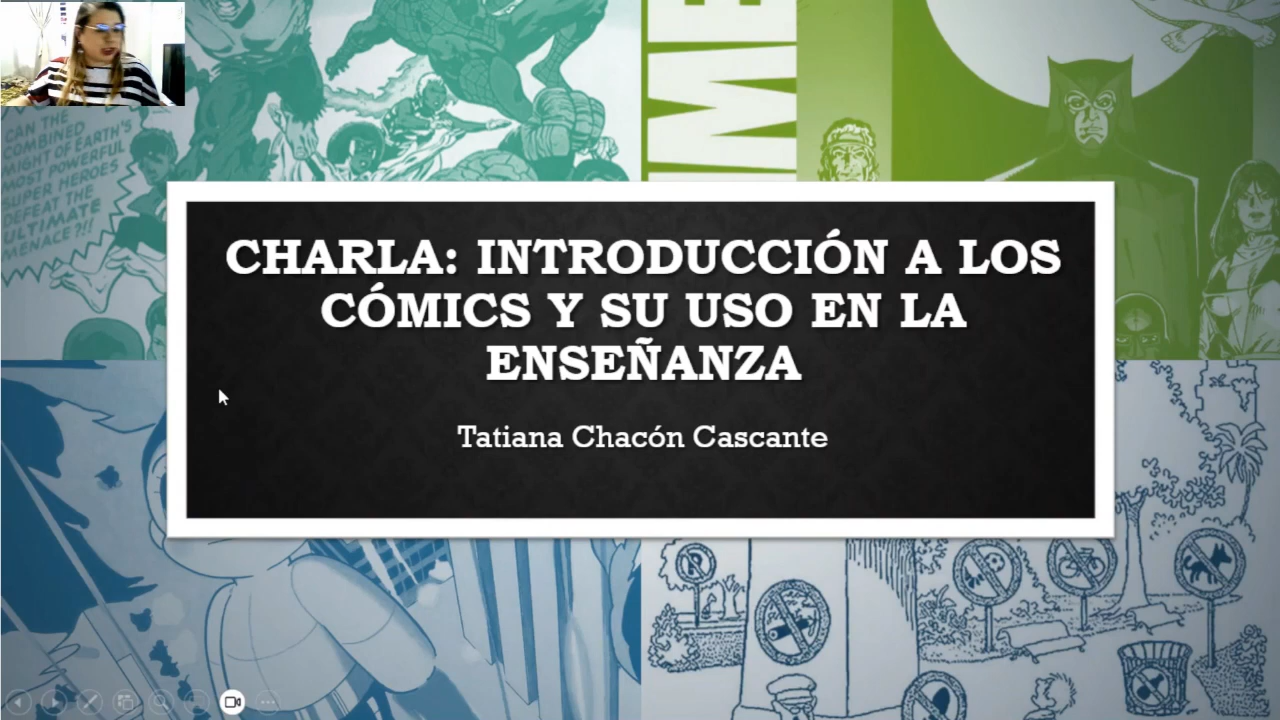 CAN THE
COMBINED
MIGHT OF EARTH'S
MOST POWERFUL
SUPER HEROES
DEFEAT THE
ULTIMATE
MENACE?!!
IME
CHARLA: INTRODUCCIÓN A LOS
CÓMICS Y SU USO EN LA
ENSEÑANZA
Tatiana Chacón Cascante